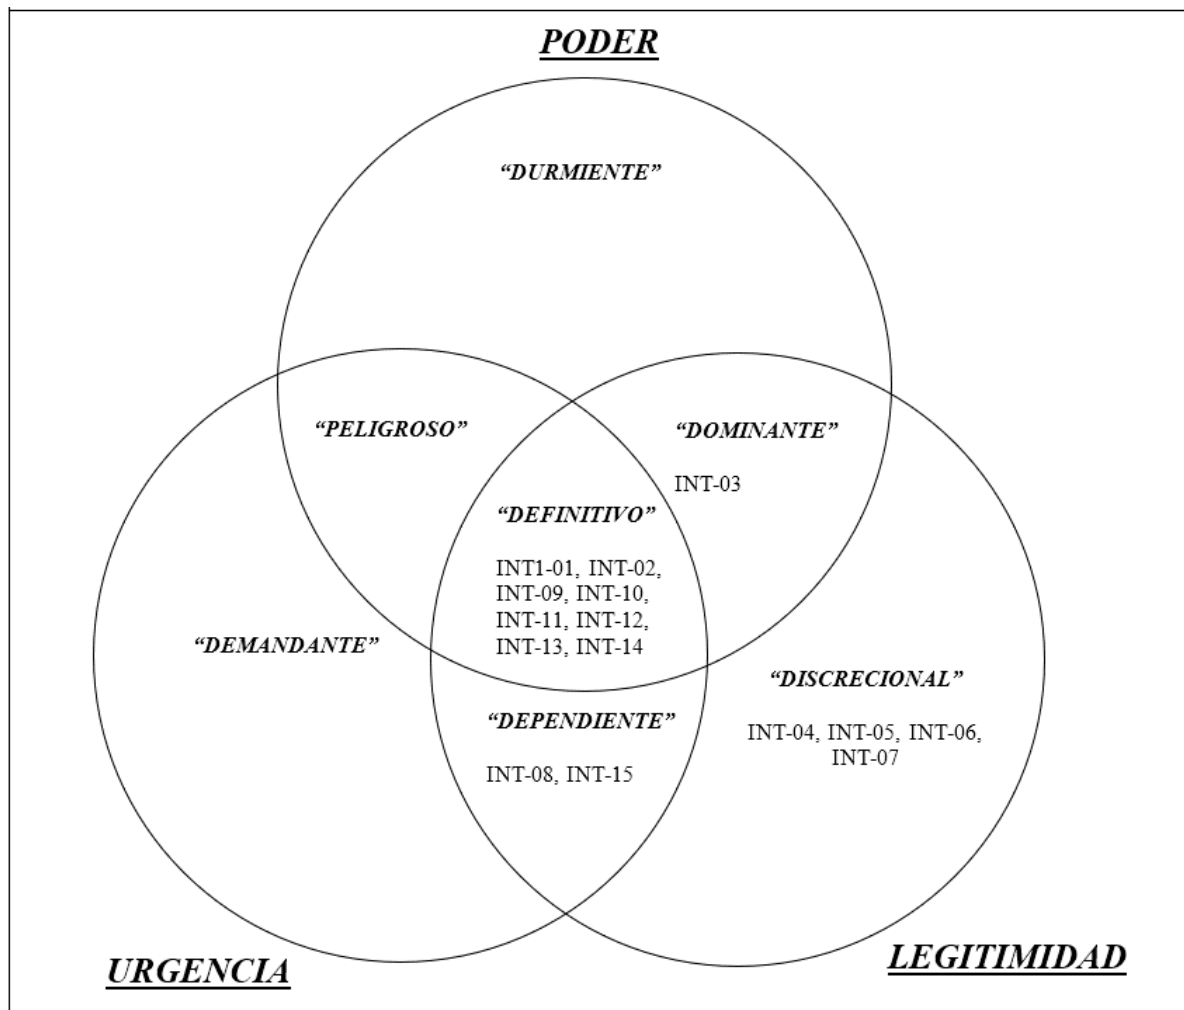 PODER
“DURMIENTE”
“PELIGROSO”
“DOMINANTE”
INT-03
“DEFINITIVO”
INT1-01, INT-02,
INT-09, INT-10,
INT-11, INT-12,
INT-13, INT-14
“DEMANDANTE”
“DISCRECIONAL”
INT-04, INT-05, INT-06,
INT-07
“DEPENDIENTE”
INT-08, INT-15
URGENCIA
LEGITIMIDAD